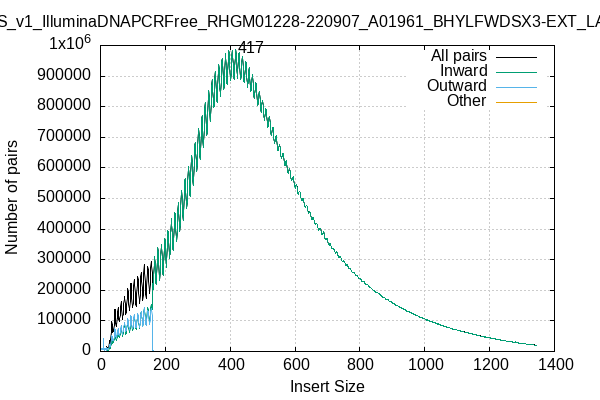 S_v1_IlluminaDNAPCRFree_RHGM01228-220907_A01961_BHYLFWDSX3-EXT_LA
417
All pairs
Inward
Outward
Other
1x10^6
900000
800000
700000
600000
500000
400000
300000
200000
100000
0
Number of pairs
0 200 400 600 800 1000 1200 1400
Insert Size